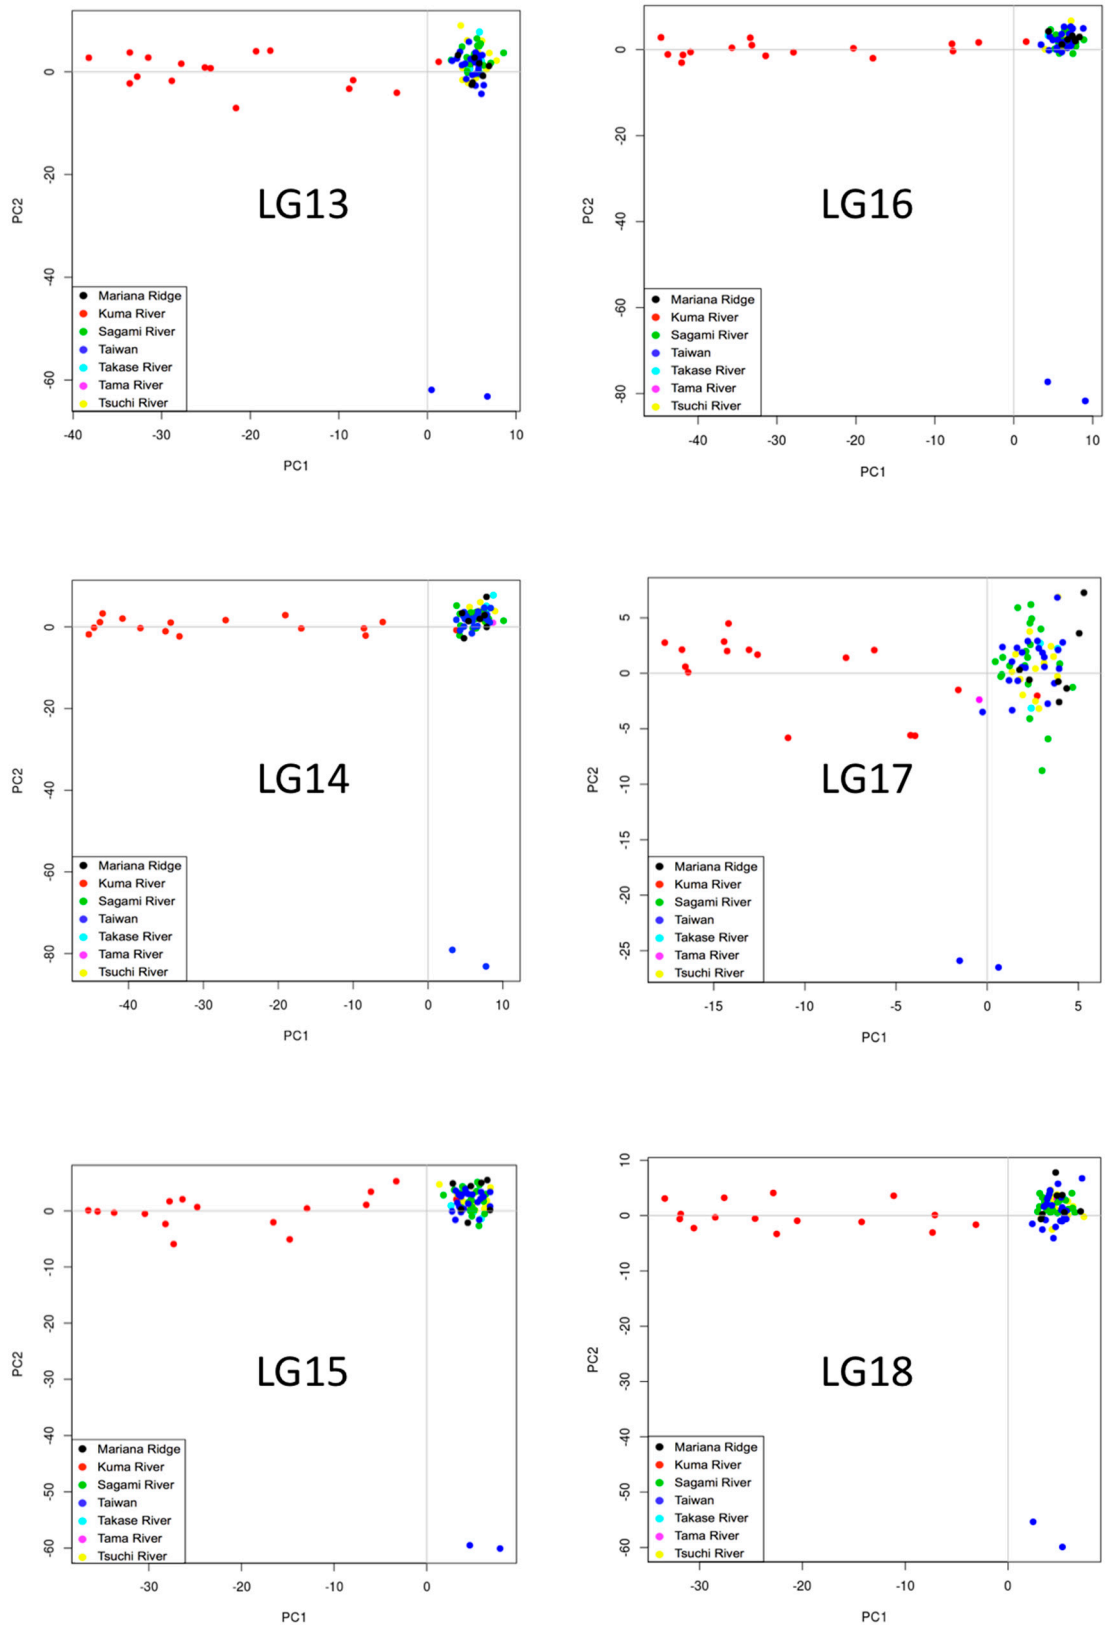 0
-20
-40
-60
PC2
LG13
Mariana Ridge
Kuma River
Sagami River
Taiwan
Takase River
Tama River
Tsuchi River
-40 -30 -20 -10 0 10
PC1
0
-20
-40
-60
-80
PC2
LG16
Mariana Ridge
Kuma River
Sagami River
Taiwan
Takase River
Tama River
Tsuchi River
-40 -30 -20 -10 0 10
PC1
0
-20
-40
-60
-80
PC2
LG14
Mariana Ridge
Kuma River
Sagami River
Taiwan
Takase River
Tama River
Tsuchi River
-40 -30 -20 -10 0 10
PC1
5
0
-5
-10
-15
-20
-25
PC2
LG17
Mariana Ridge
Kuma River
Sagami River
Taiwan
Takase River
Tama River
Tsuchi River
-15 -10 -5 0 5
PC1
0
-10
-20
-30
-40
-50
-60
PC2
LG15
Mariana Ridge
Kuma River
Sagami River
Taiwan
Takase River
Tama River
Tsuchi River
-30 -20 -10 0
PC1
10
0
-10
-20
-30
-40
-50
-60
PC2
LG18
Mariana Ridge
Kuma River
Sagami River
Taiwan
Takase River
Tama River
Tsuchi River
-30 -20 -10 0
PC1